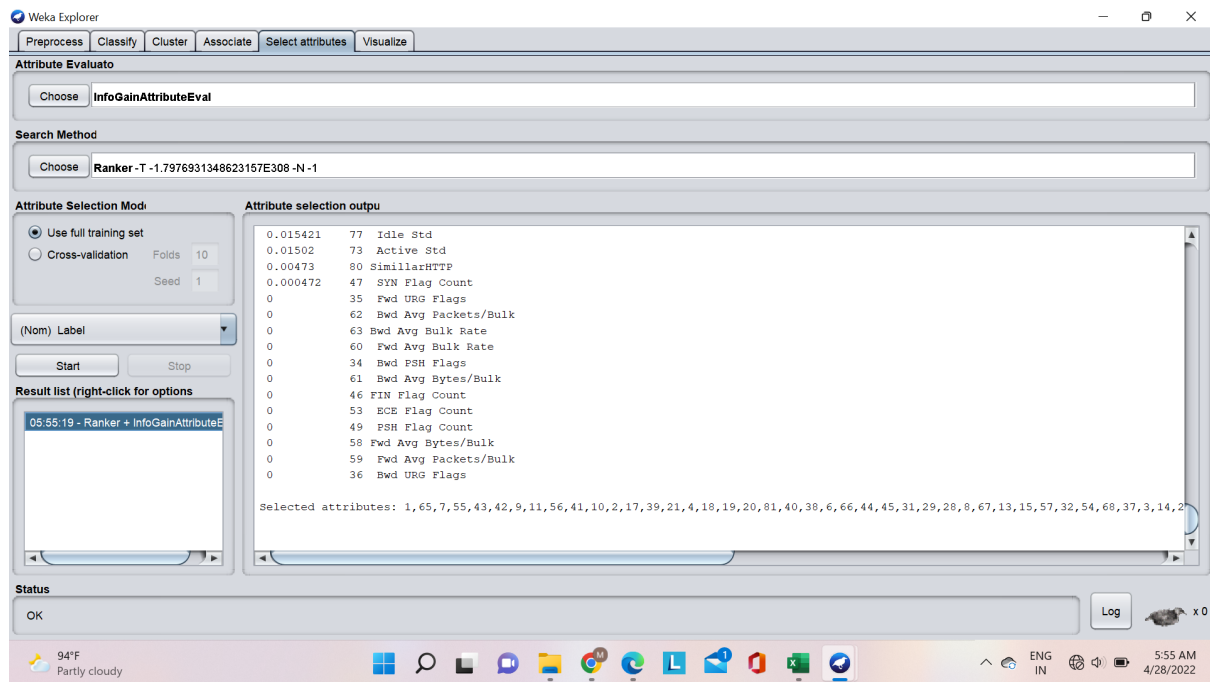 Weka Explorer
Preprocess Classify Cluster Associate Select attributes Visualize
Attribute Evaluato
Choose InfoGainAttributeEval
Search Method
Choose Ranker -T -1.7976931348623157E308 -N -1
Attribute Selection Mode
Use full training set
Cross-validation Folds 10
Seed 1
(Nom) Label
Start Stop
Result list (right-click for options
05:55:19 - Ranker + InfoGainAttributeE
Attribute selection outpu
0.015421 77 Idle Std
0.01502 73 Active Std
0.00473 80 SimillarHTTP
0.000472 47 SYN Flag Count
0 35 Fwd URG Flags
0 62 Bwd Avg Packets/Bulk
0 63 Bwd Avg Bulk Rate
0 60 Fwd Avg Bulk Rate
0 34 Bwd PSH Flags
0 61 Bwd Avg Bytes/Bulk
0 46 FIN Flag Count
0 53 ECE Flag Count
0 49 PSH Flag Count
0 58 Fwd Avg Bytes/Bulk
0 59 Fwd Avg Packets/Bulk
0 36 Bwd URG Flags
Selected attributes: 1,65,7,55,43,42,9,11,56,41,10,2,17,39,21,4,18,19,20,81,40,38,6,66,44,45,31,29,28,8,67,13,15,57,32,54,68,37,3,14,2
Status
OK
Log
x 0
94°F
Partly cloudy
M
L
1
ENG
IN
5:55 AM
4/28/2022